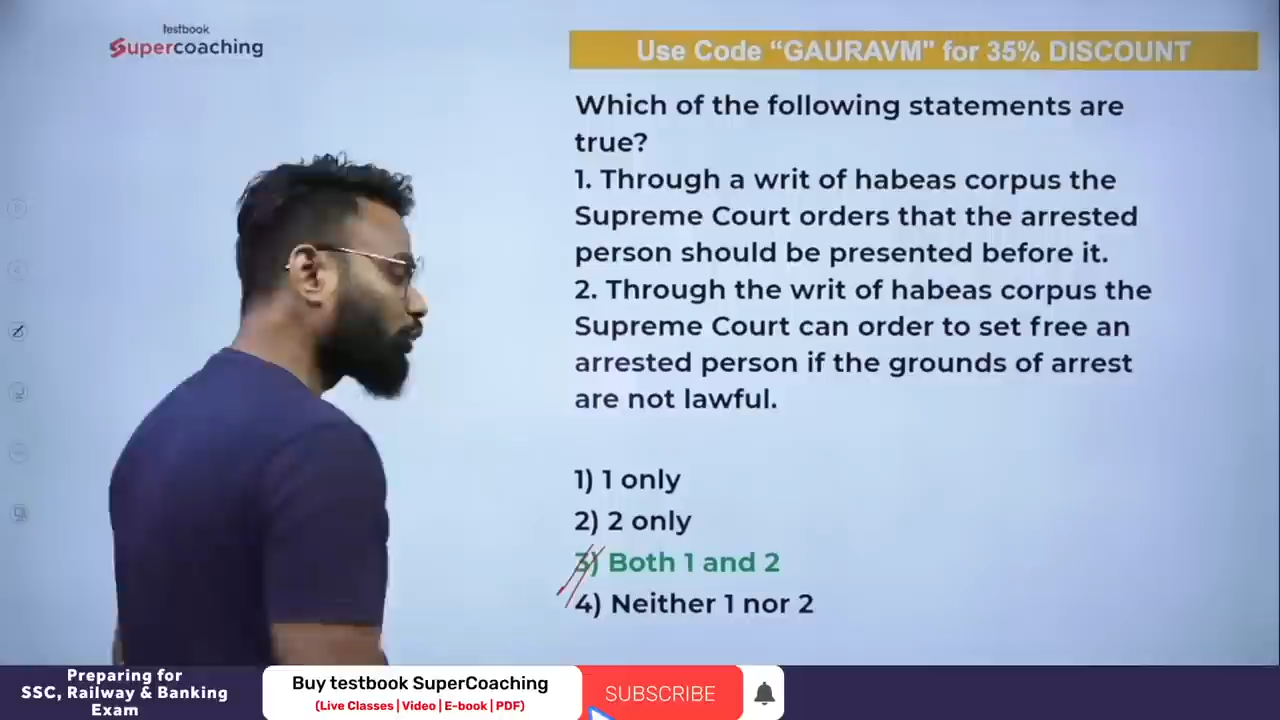 testbook
Supercoaching
Use Code “GAURAVM" for 35% DISCOUNT
Which of the following statements are
true?
1. Through a writ of habeas corpus the
Supreme Court orders that the arrested
person should be presented before it.
2. Through the writ of habeas corpus the
Supreme Court can order to set free an
arrested person if the grounds of arrest
are not lawful.
1) 1 only
2) 2 only
3) Both 1 and 2
4) Neither 1 nor 2
Preparing for
SSC, Railway & Banking
Exam
Buy testbook SuperCoaching
(Live Classes | Video | E-book | PDF)
SUBSCRIBE